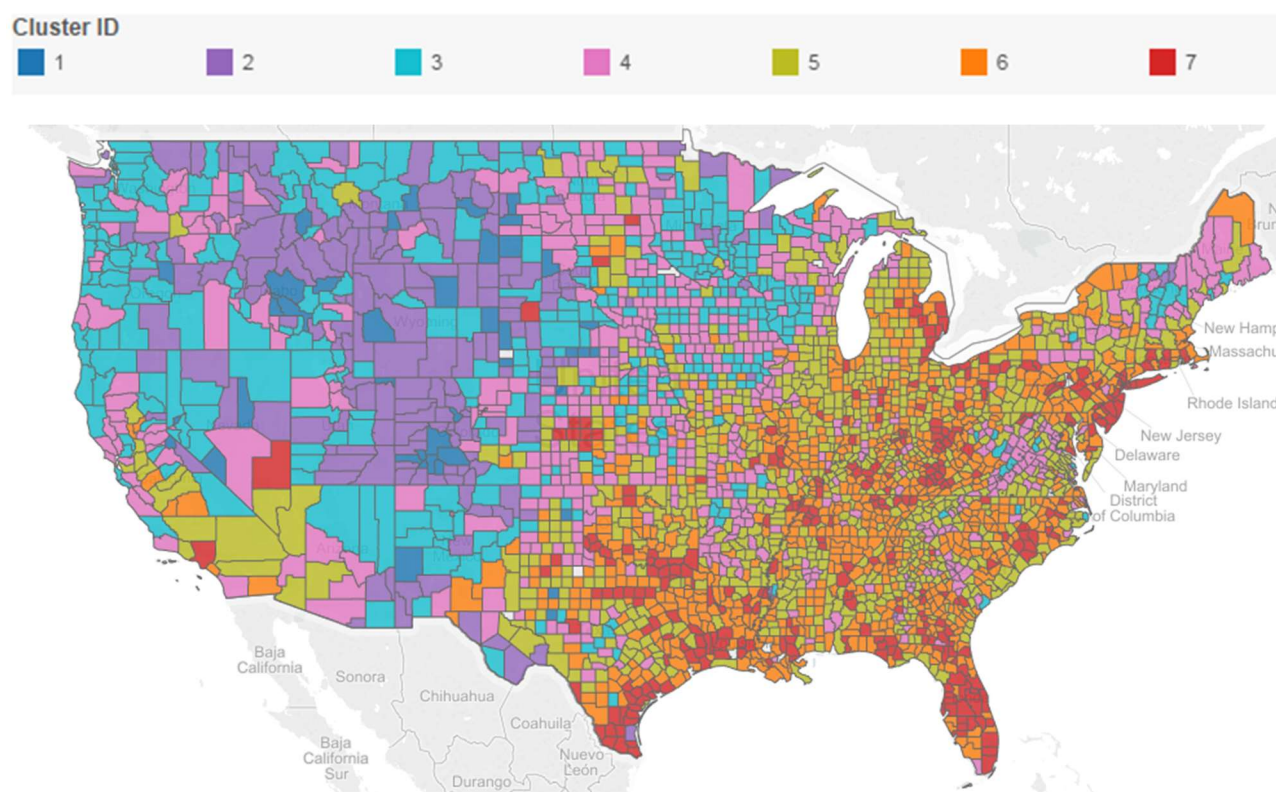 Cluster ID
1 2 3 4 5 6 7
Wyoming
New Hamp
Massachu
Rhode Island
New Jersey
Delaware
Maryland
District
of Columbia
Baja
California
Sonora
Chihuahua
Coahuila
Baja
California
Sur
Nuevo
León
Durango